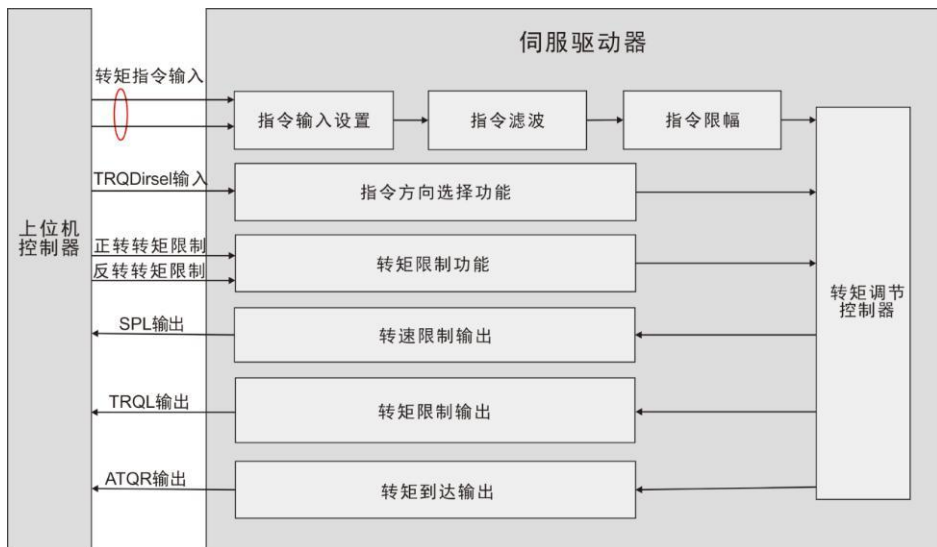 伺服驱动器
转矩指令输入
指令输入设置
指令滤波
指令限幅
TRQDirsel输入
指令方向选择功能
上位机
控制器
正转转矩限制
反转转矩限制
转矩限制功能
转矩调节
控制器
SPL输出
转速限制输出
TRQL输出
转矩限制输出
ATQR输出
转矩到达输出